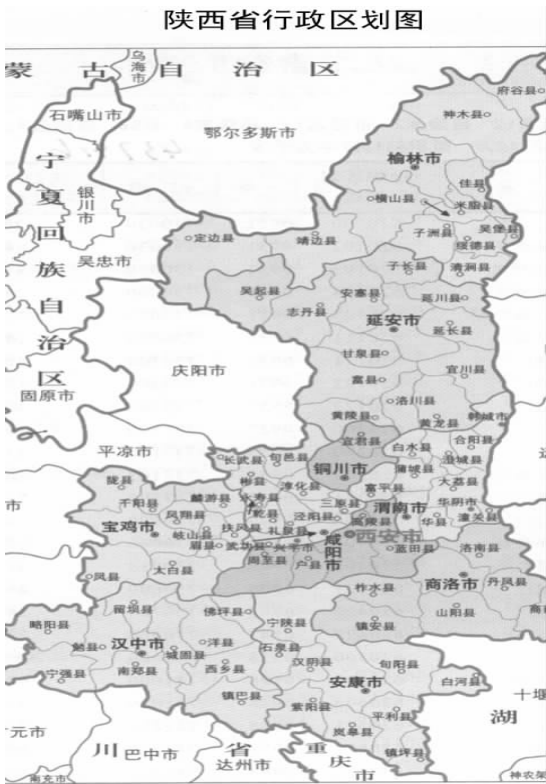 陕西省行政区划图
乌海市
蒙古自治区
府谷县
石嘴山市
神木县
鄂尔多斯市
宁夏回族自治区
榆林市
佳县
银川市
横山县
米脂县
吴堡县
定边县
靖边县
子洲县
绥德县
吴忠市
子长县
清涧县
吴起县
安塞县
延川县
志丹县
延安市
延长县
甘泉县
庆阳市
宜川县
富县
固原市
洛川县
黄陵县
黄龙县
韩城市
宜君县
合阳县
平凉市
白水县
长武县
旬邑县
澄城县
铜川市
蒲城县
彬县
陇县
淳化县
大荔县
麟游县
永寿县
富平县
千阳县
三原县
华阴市
凤翔县
乾县
泾阳县
渭南市
潼关县
宝鸡市
扶风县
礼泉县
高陵县
华县
岐山县
咸阳市
西安市
眉县
武功县
兴平市
蓝田县
洛南县
周至县
户县
太白县
凤县
商洛市
丹凤县
柞水县
留坝县
佛坪县
山阳县
商
略阳县
宁陕县
镇安县
汉中市
洋县
勉县
城固县
石泉县
汉阴县
旬阳县
宁强县
南郑县
西乡县
安康市
白河县
镇巴县
紫阳县
平利县
十堰
湖
岚皋县
广元市
川
巴中市
省
重庆市
镇坪县
达州市
南充市
神农架